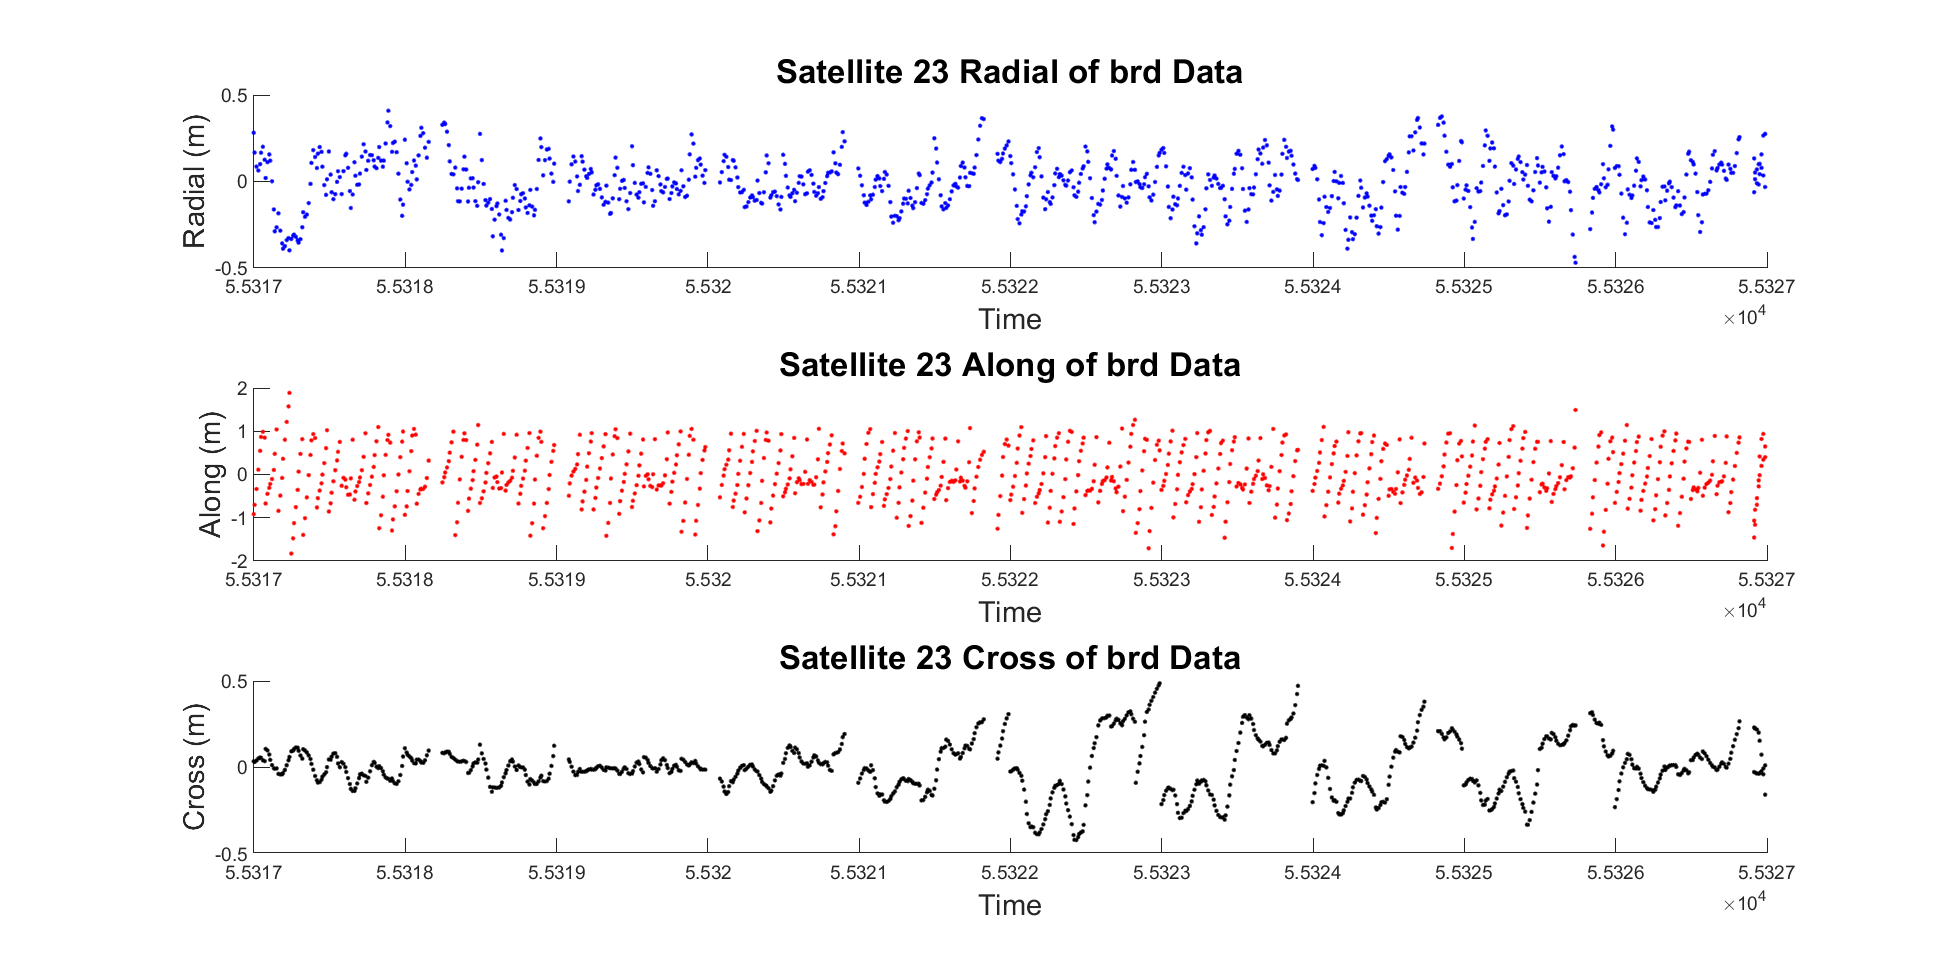 Satellite 23 Radial of brd Data
0.5
0
-0.5
Radial (m)
5.5317 5.5318 5.5319 5.532 5.5321 5.5322 5.5323 5.5324 5.5325 5.5326 5.5327
Time
×10^4
Satellite 23 Along of brd Data
2
1
0
-1
-2
Along (m)
5.5317 5.5318 5.5319 5.532 5.5321 5.5322 5.5323 5.5324 5.5325 5.5326 5.5327
Time
×10^4
Satellite 23 Cross of brd Data
0.5
0
-0.5
Cross (m)
5.5317 5.5318 5.5319 5.532 5.5321 5.5322 5.5323 5.5324 5.5325 5.5326 5.5327
Time
×10^4